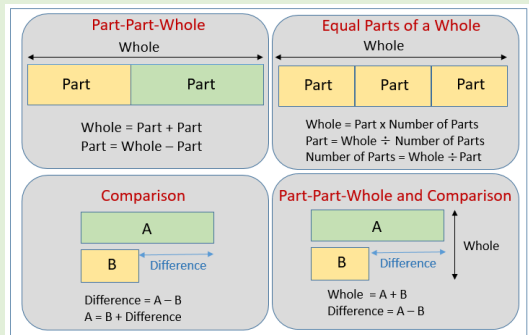 Part-Part-Whole
Whole
Part Part
Whole = Part + Part
Part = Whole – Part
Equal Parts of a Whole
Whole
Part Part Part
Whole = Part x Number of Parts
Part = Whole ÷ Number of Parts
Number of Parts = Whole ÷ Part
Comparison
A
B Difference
Difference = A – B
A = B + Difference
Part-Part-Whole and Comparison
A
Whole
B Difference
Whole = A + B
Difference = A – B